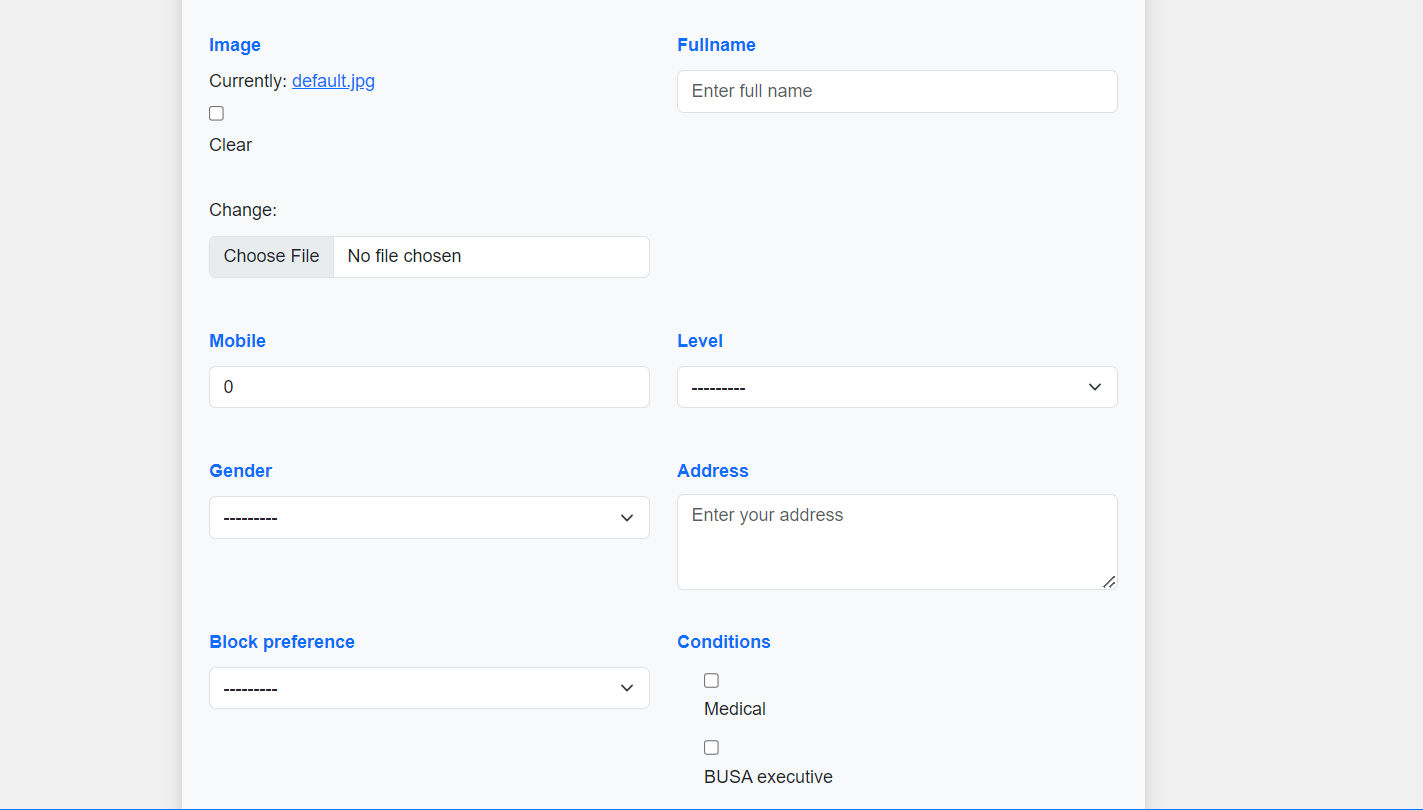 Image
Fullname
Currently: default.jpg
Enter full name
Clear
Change:
Choose File No file chosen
Mobile
Level
0
---------
Gender
Address
---------
Enter your address
Block preference
Conditions
---------
Medical
BUSA executive